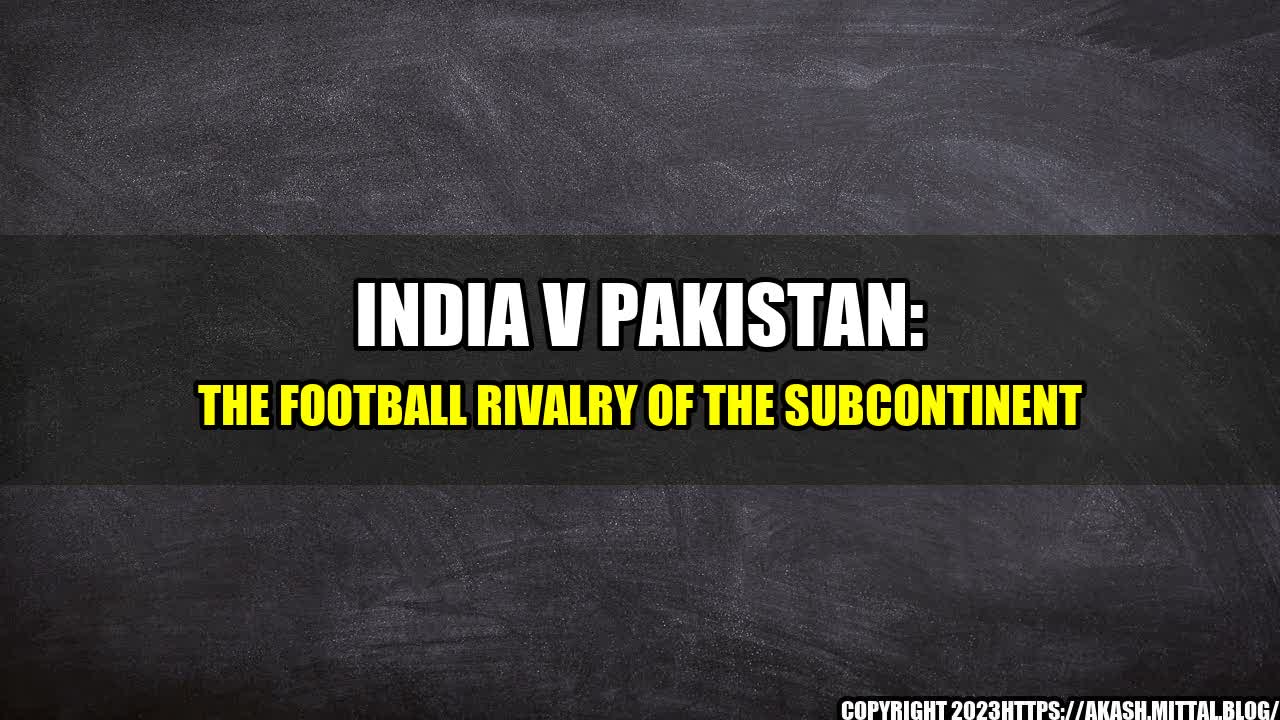 INDIA V PAKISTAN:
THE FOOTBALL RIVALRY OF THE SUBCONTINENT
COPYRIGHT 2023HTTPS://AKASH.MITTAL.BLOG/